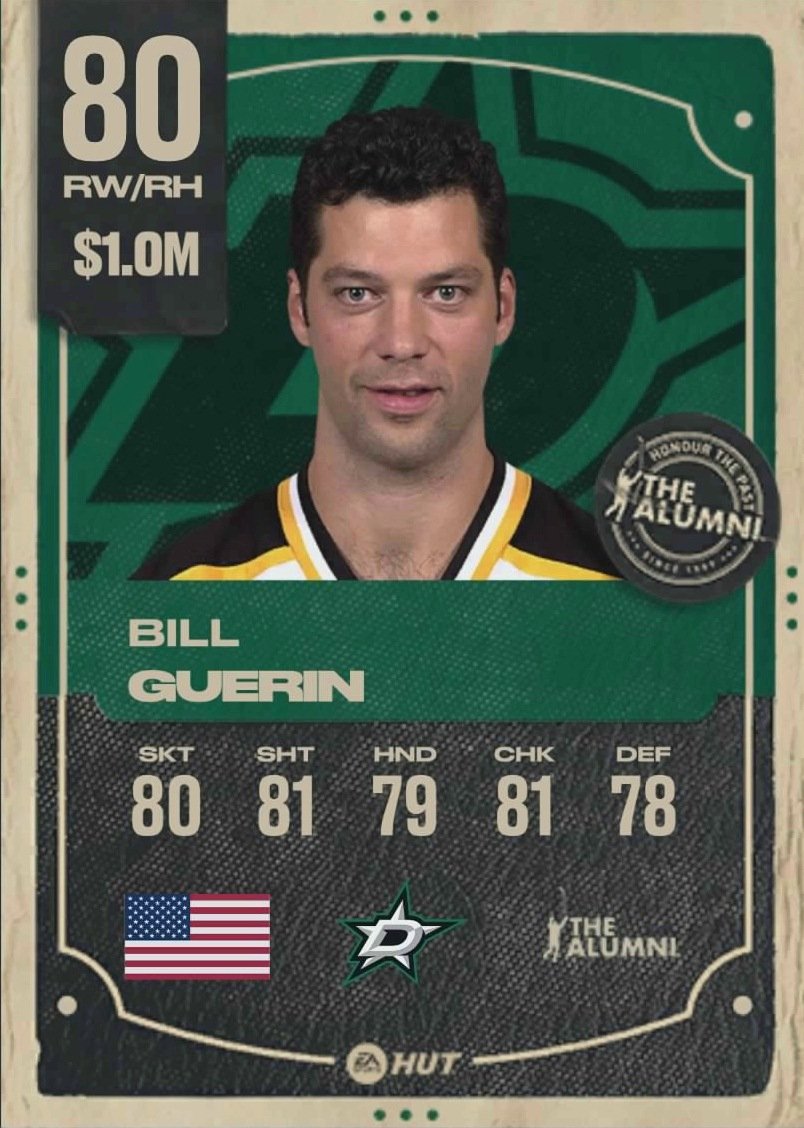 80
RW/RH
$1.0M
HONOUR THE PAST
THE
ALUMNI
BILL
GUERIN
SKT SHT HND CHK DEF
80 81 79 81 78
D
THE
ALUMNI
EA
HUT